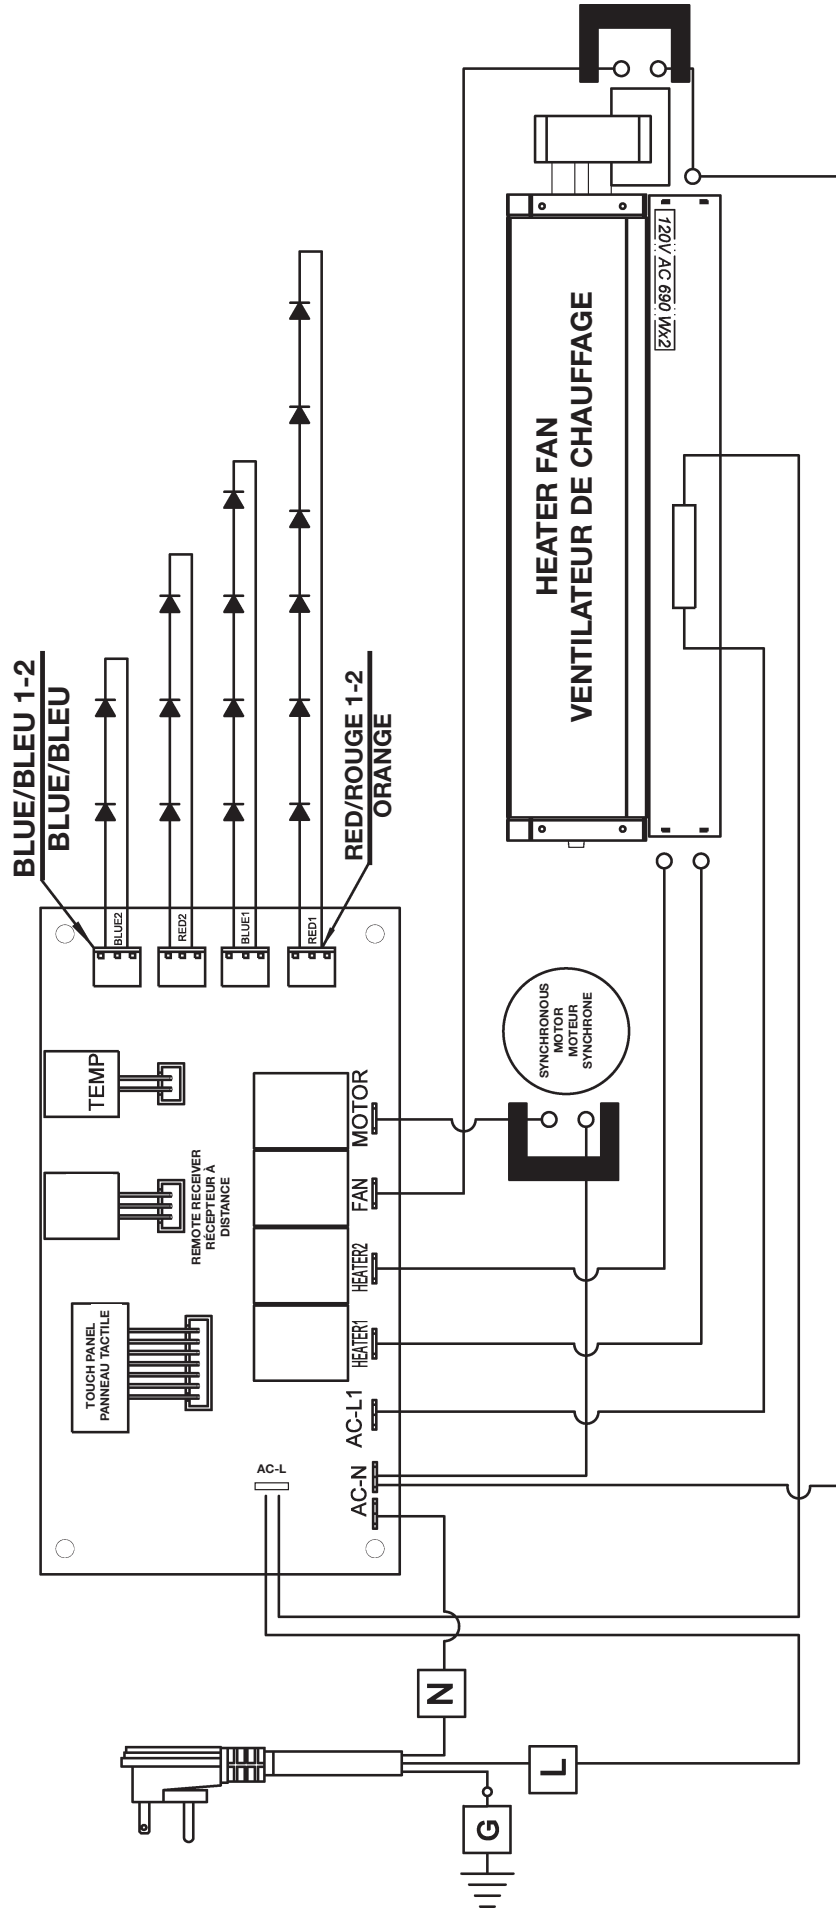 BLUE/BLEU 1-2
BLUE/BLEU
RED/ROUGE 1-2
ORANGE
BLUE2
RED2
BLUE1
RED1
120V AC 690 Wx2
HEATER FAN
VENTILATEUR DE CHAUFFAGE
TEMP
REMOTE RECEIVER
RÉCEPTEUR À
DISTANCE
TOUCH PANEL
PANNEAU TACTILE
MOTOR
FAN
HEATER2
HEATER1
AC-L1
AC-N
AC-L
SYNCHRONOUS
MOTOR
MOTEUR
SYNCHRONE
N
L
G